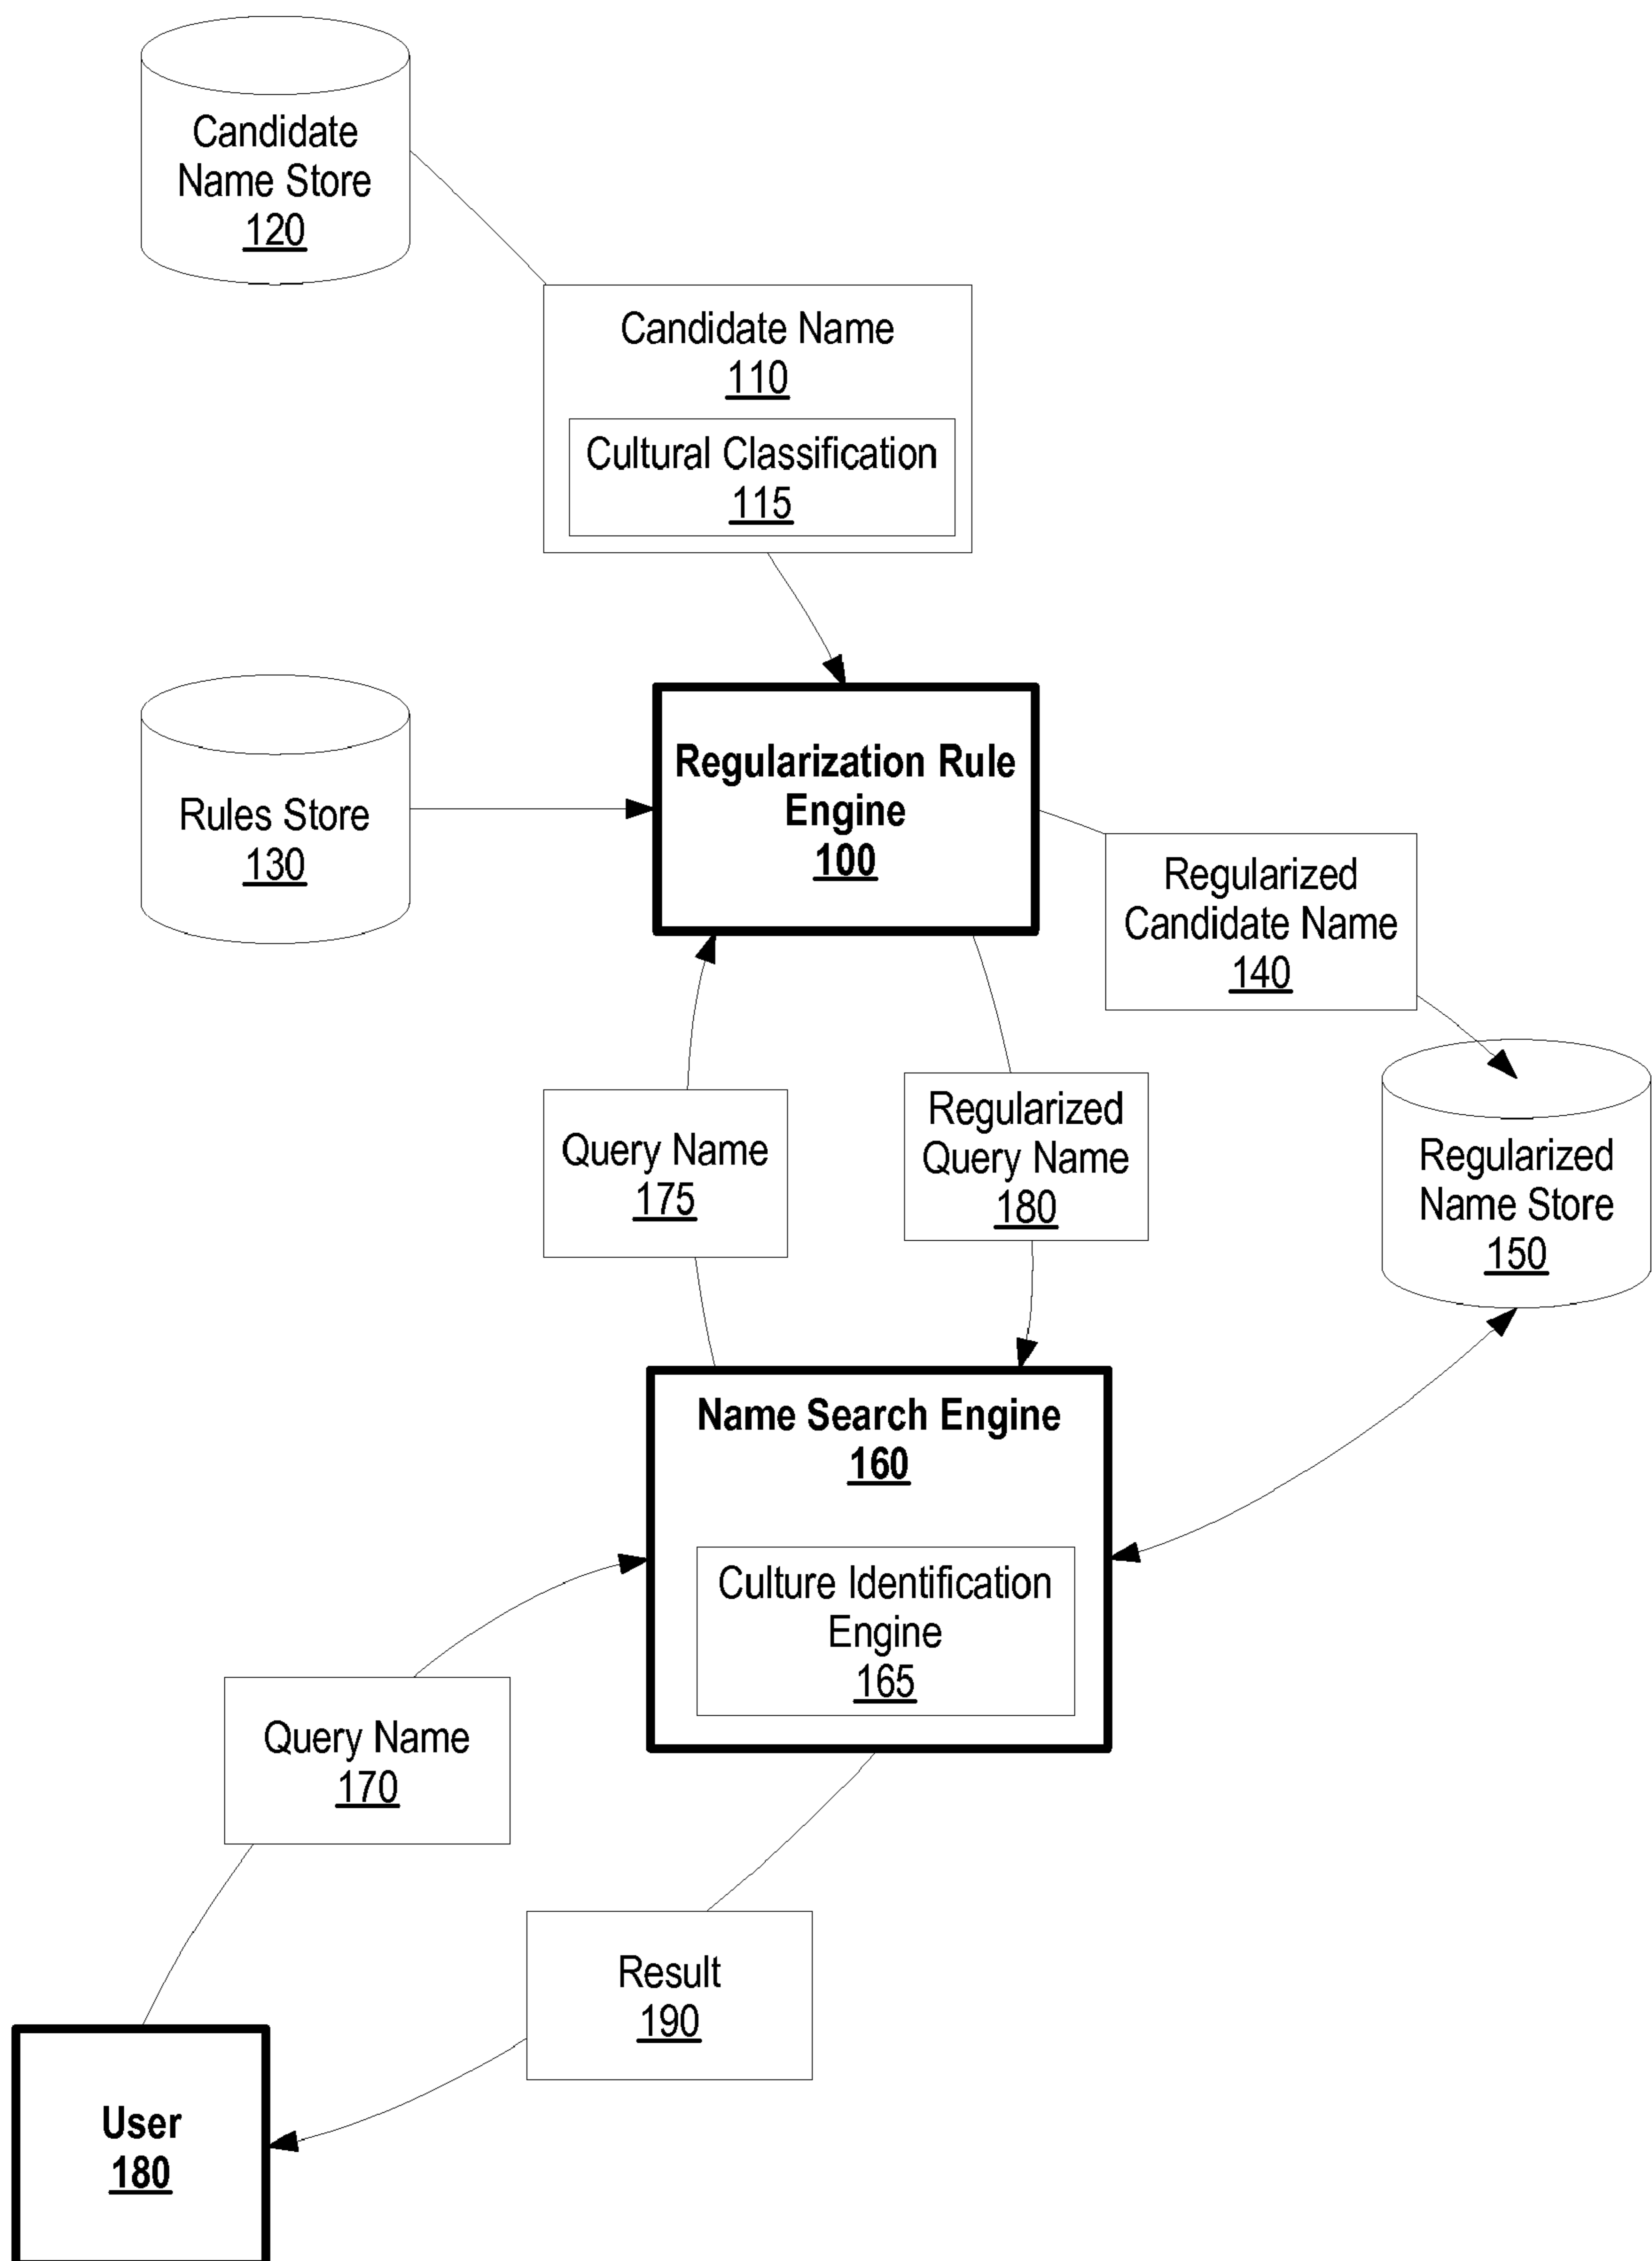 Candidate
Name Store
120
Candidate Name
110
Cultural Classification
115
Rules Store
130
Regularization Rule
Engine
100
Regularized
Candidate Name
140
Query Name
175
Regularized
Query Name
180
Regularized
Name Store
150
Name Search Engine
160
Culture Identification
Engine
165
Query Name
170
Result
190
User
180